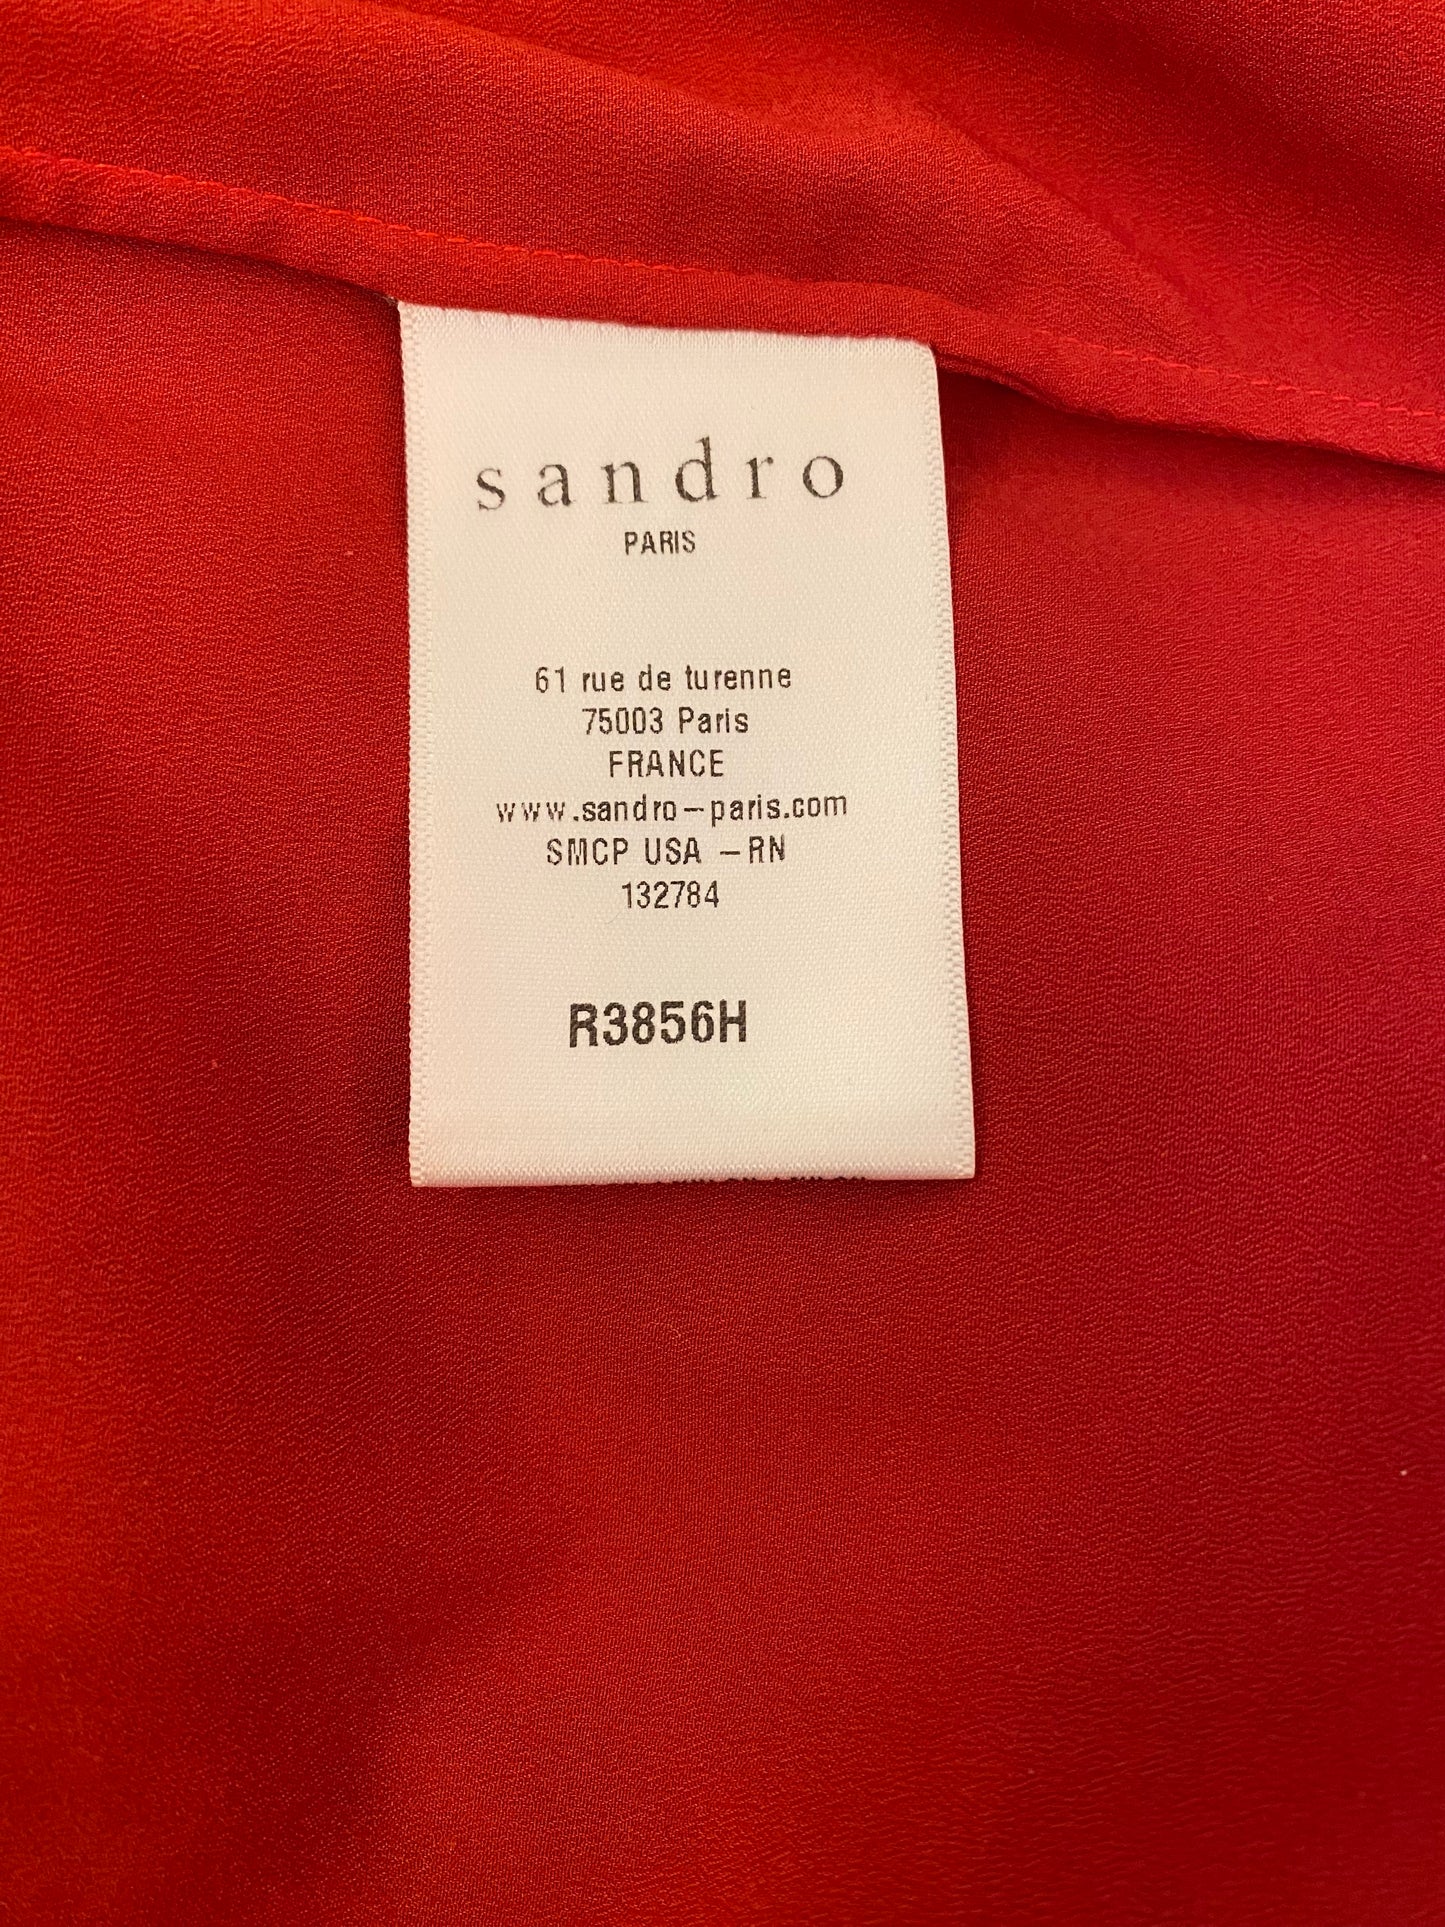 sandro
PARIS
61 rue de turenne
75003 Paris
FRANCE
www.sandro-paris.com
SMCP USA -RN
132784
R3856H